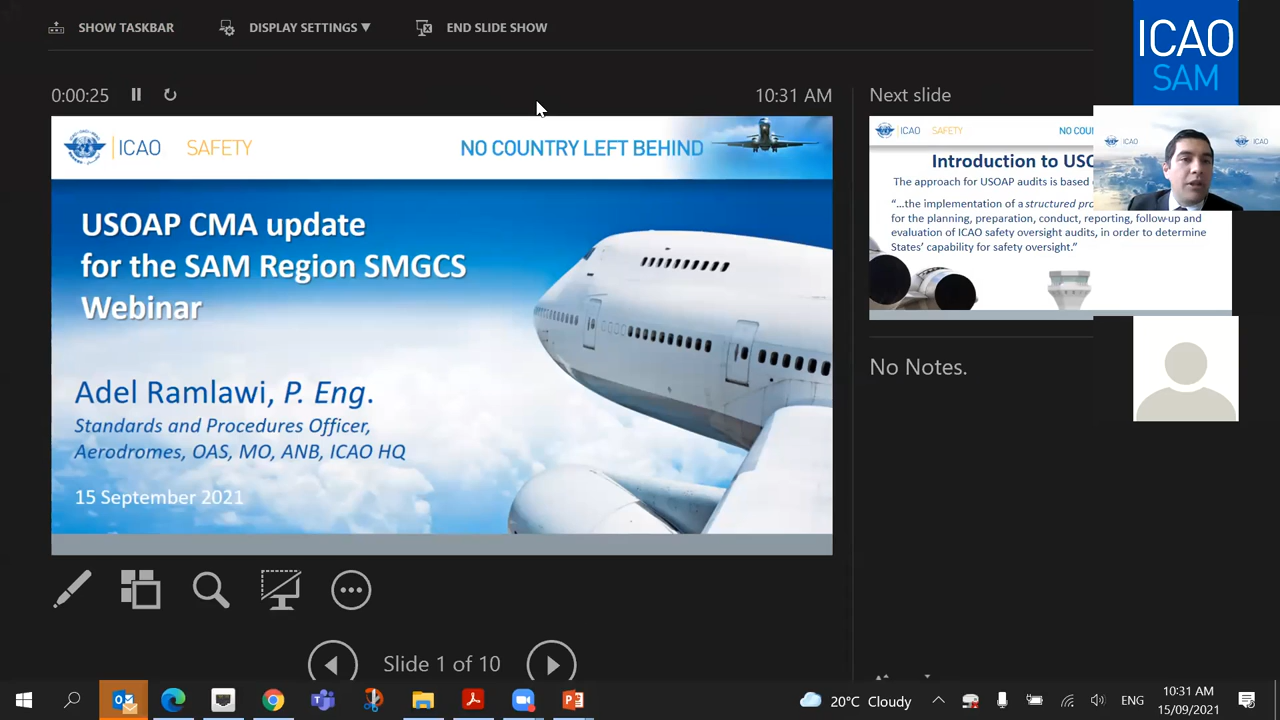 SHOW TASKBAR
DISPLAY SETTINGS ▼
END SLIDE SHOW
ICAO
SAM
0:00:25
10:31 AM
Next slide
ICAO
SAFETY
NO COUNTRY LEFT BEHIND
USOAP CMA update
for the SAM Region SMGCS
Webinar
Adel Ramlawi, P. Eng.
Standards and Procedures Officer,
Aerodromes, OAS, MO, ANB, ICAO HQ
15 September 2021
ICAO
SAFETY
NO COUN
Introduction to USO
The approach for USOAP audits is based
“…the implementation of a structured pro
for the planning, preparation, conduct, reporting, follow-up and
evaluation of ICAO safety oversight audits, in order to determine
States’ capability for safety oversight.”
ICAO
ICAO
No Notes.
Slide 1 of 10
20°C Cloudy
ENG
10:31 AM
15/09/2021